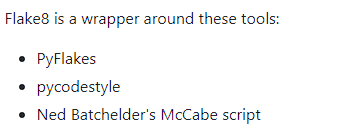 Flake8 is a wrapper around these tools:
• PyFlakes
• pycodestyle
• Ned Batchelder's McCabe script